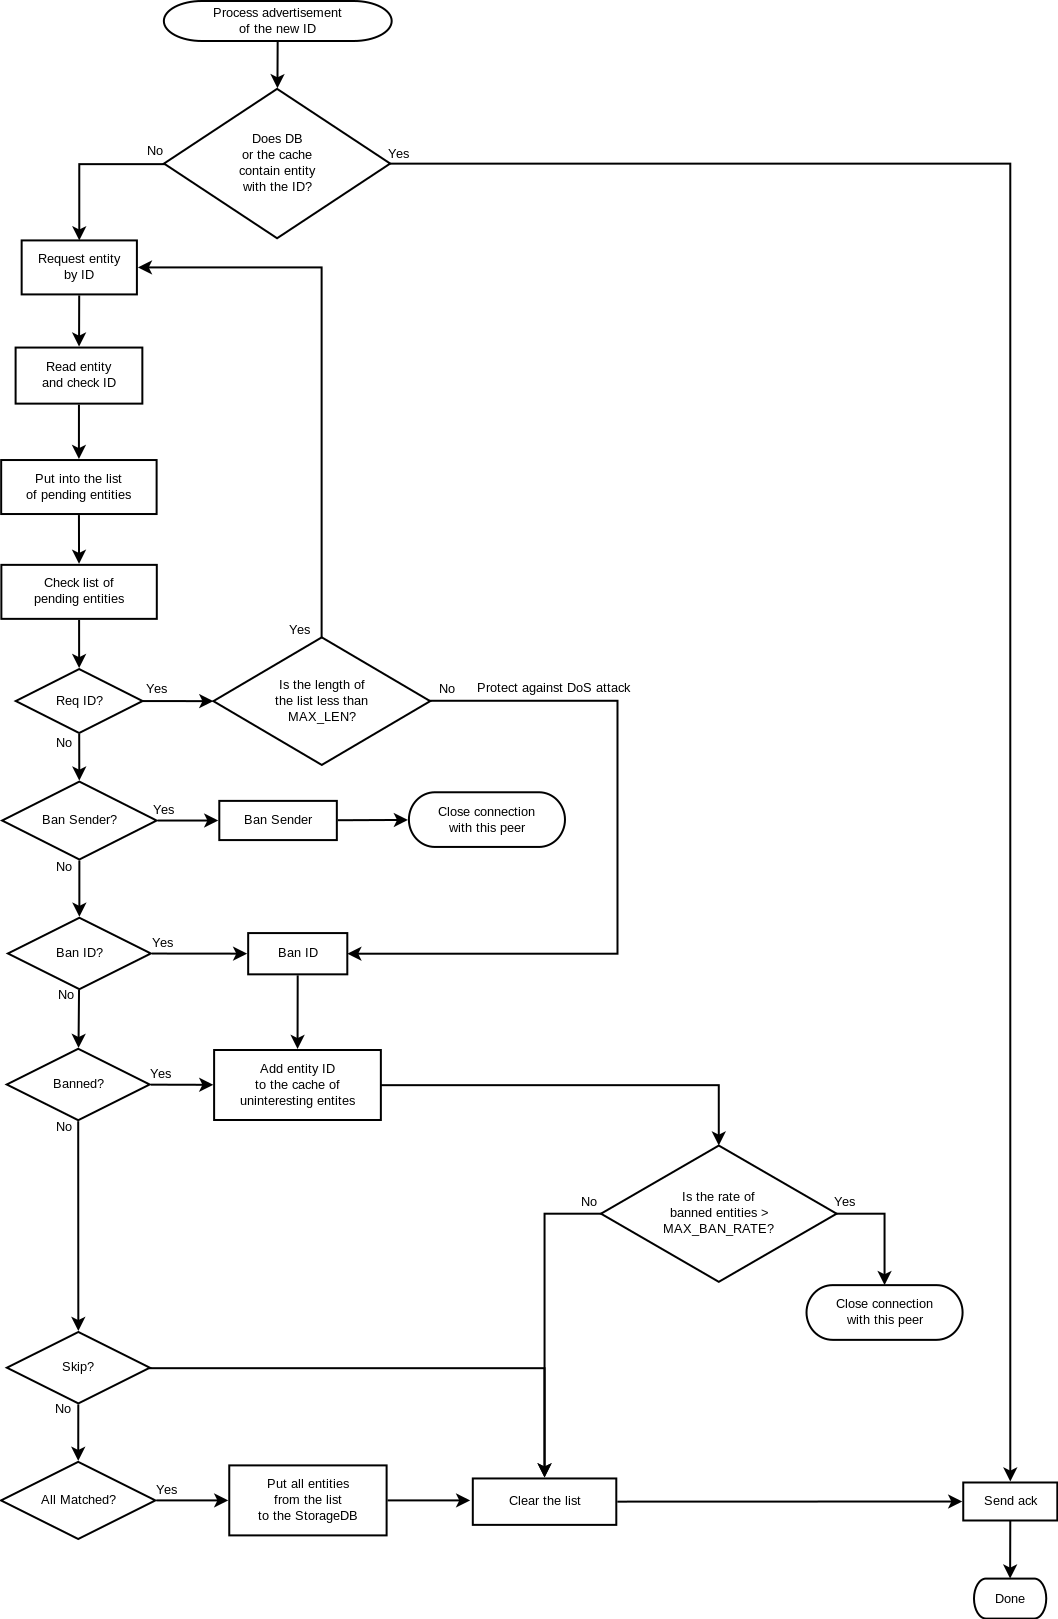 Process advertisement
of the new ID
Does DB
or the cache
contain entity
with the ID?
No
Yes
Request entity
by ID
Read entity
and check ID
Put into the list
of pending entities
Check list of
pending entities
Yes
Is the length of
the list less than
MAX_LEN?
No
Protect against DoS attack
Req ID?
Yes
No
Ban Sender?
Yes
Ban Sender
Close connection
with this peer
No
Ban ID?
Yes
Ban ID
No
Banned?
Yes
Add entity ID
to the cache of
uninteresting entites
No
Is the rate of
banned entities >
MAX_BAN_RATE?
No
Yes
Close connection
with this peer
Skip?
No
All Matched?
Yes
Put all entities
from the list
to the StorageDB
Clear the list
Send ack
Done